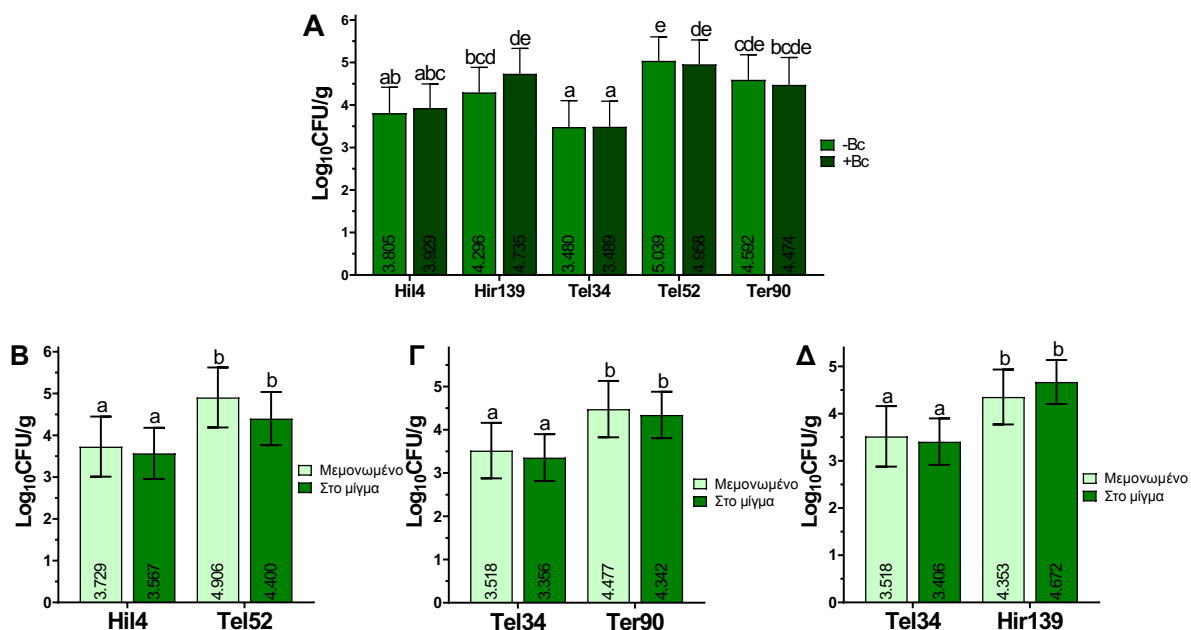 A
Log₁₀CFU/g
6
5
4
3
2
1
0
ab
abc
bcd
de
a
a
e
de
cde
bcde
3.805
3.929
4.296
4.735
3.480
3.489
5.039
4.958
4.592
4.474
Hil4 Hir139 Tel34 Tel52 Ter90
-Bc
+Bc
Β
Log₁₀CFU/g
6
5
4
3
2
1
0
a
a
b
b
3.729
3.567
4.906
4.400
Hil4 Tel52
Μεμονωμένο
Στο μίγμα
Γ
Log₁₀CFU/g
5
4
3
2
1
0
a
a
b
b
3.518
3.356
4.477
4.342
Tel34 Ter90
Μεμονωμένο
Στο μίγμα
Δ
Log₁₀CFU/g
5
4
3
2
1
0
a
a
b
b
3.518
3.406
4.353
4.672
Tel34 Hir139
Μεμονωμένο
Στο μίγμα